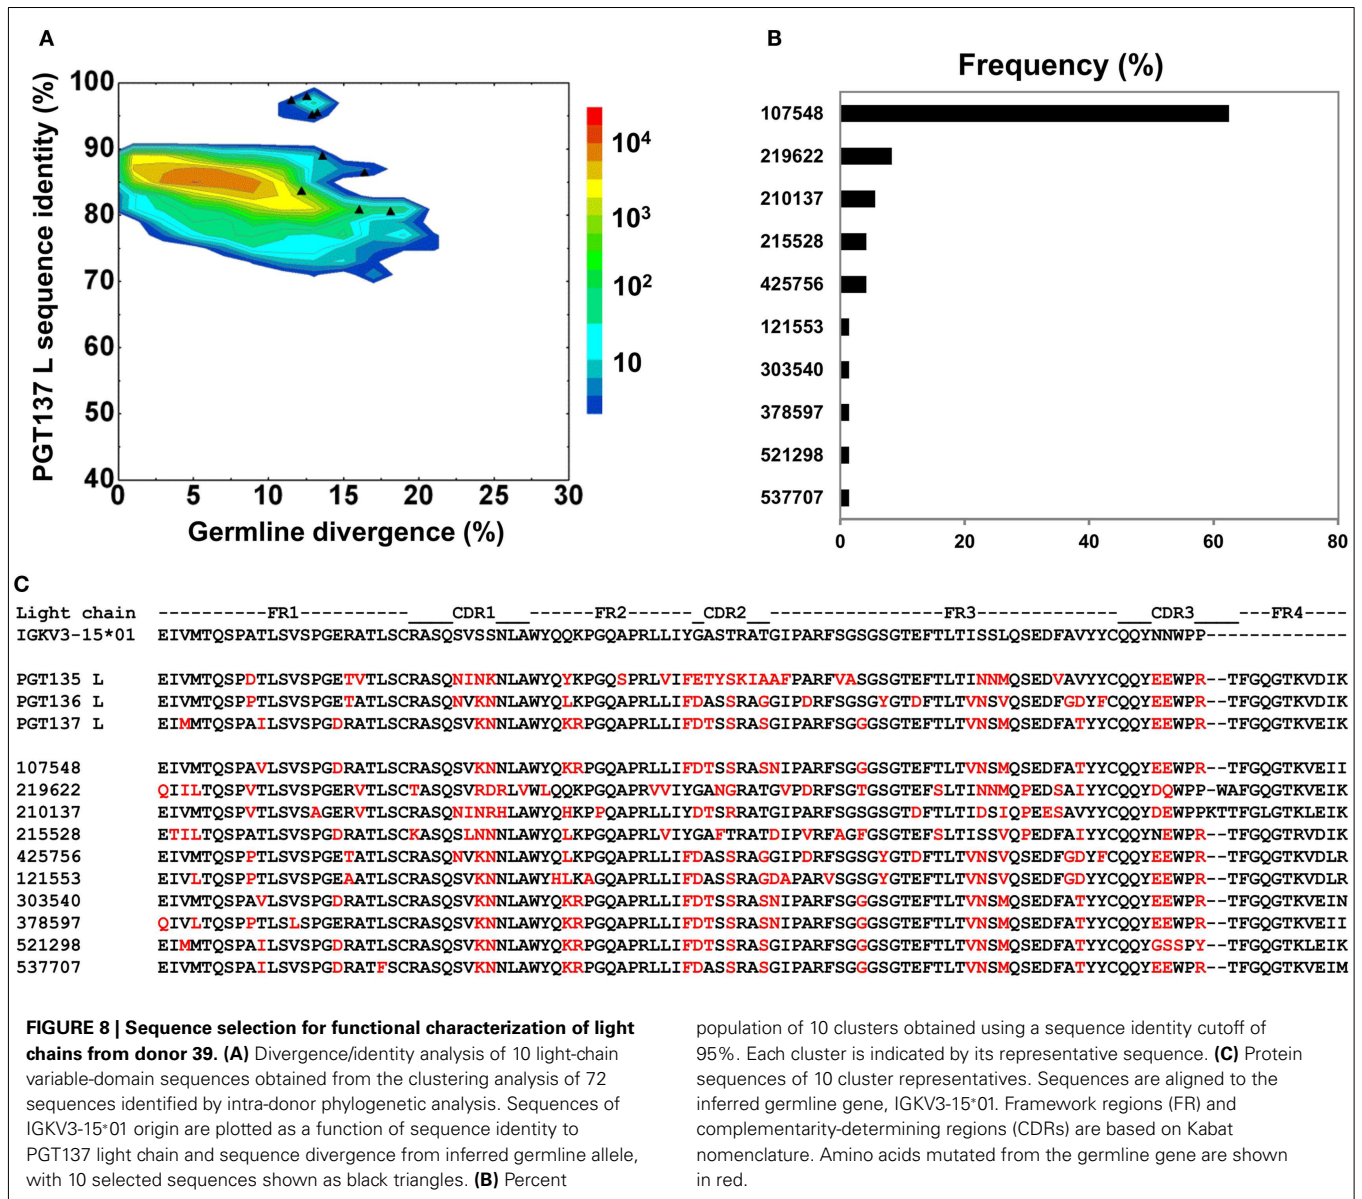 A
PGT137 L sequence identity (%)
100
90
80
70
60
50
40
0 5 10 15 20 25 30
Germline divergence (%)
10⁴
10³
10²
10
B
Frequency (%)
107548
219622
210137
215528
425756
121553
303540
378597
521298
537707
0 20 40 60 80
C
Light chain ----------FR1---------- CDR1 ------FR2------ CDR2 ----------------FR3-------------- CDR3 ---FR4----
IGKV3-15*01 EIVMTQSPATLSVSPGERATLSCRASQSVSSNLAWYQQKPGQAPRLLIYGASTRATGIPARFSGSGSGTEFTLTISSLQSEDFAVYYCQQYNNWPP-------------
PGT135 L EIVMTQSPDTLSVSPGETVTLSCRASQNINKNLAWYQYKPGQSPRLVIFETYSKIAAFPARFVASGSGTEFTLTINNMQSEDVAVYYCQQYEEWPR--TFGQGTKVDIK
PGT136 L EIVMTQSPPTLSVSPGETATLSCRASQNVKNNLAWYQLKPGQAPRLLIFDASSRAGGIPDRFSGSGYGTDFTLTVNSVQSEDFGDYFCQQYEEWPR--TFGQGTKVDIK
PGT137 L EIMMTQSPAILSVSPGDRATLSCRASQSVKNNLAWYQKRPGQAPRLLIFDTSSRASGIPARFSGGGSGTEFTLTVNSMQSEDFATYYCQQYEEWPR--TFGQGTKVEIK
107548 EIVMTQSPAVLSVSPGDRATLSCRASQSVKNNLAWYQKRPGQAPRLLIFDTSSRASNIPARFSGGGSGTEFTLTVNSMQSEDFATYYCQQYEEWPR--TFGQGTKVEII
219622 QIILTQSPVTLSVSPGERVTLSCTASQSVRDRLVWLQQKPGQAPRVVIYGANGRATGVPDRFSGTGSGTEFSLTINNMQPEDSAIYYCQQYDQWPP-WAFGQGTKVEIK
210137 EIVMTQSPVTLSVSAGERVTLSCRASQNINRHLAWYQHKPPQAPRLLIYDTSRRATGIPARFSGSGSGTDFTLTIDSIQPEESAVYYCQQYDEWPPKTTFGLGTKLEIK
215528 ETILTQSPATLSVSPGDRATLSCKASQSLNNNLAWYQLKPGQAPRLVIYGAFTRATDIPVRFAGFGSGTEFSLTISSVQPEDFAIYYCQQYNEWPR--TFGQGTRVDIK
425756 EIVMTQSPPTLSVSPGETATLSCRASQNVKNNLAWYQLKPGQAPRLLIFDASSRAGGIPDRFSGSGYGTDFTLTVNSVQSEDFGDYFCQQYEEWPR--TFGQGTKVDLR
121553 EIVLTQSPPTLSVSPGEAATLSCRASQSVKNNLAWYHLKAGQAPRLLIFDASSRAGDAPARVSGSGYGTEFTLTVNSVQSEDFGDYYCQQYEEWPR--TFGQGTKVDLR
303540 EIVMTQSPAVLSVSPGDRATLSCRASQSVKNNLAWYQKRPGQAPRLLIFDTSSRASNIPARFSGGGSGTEFTLTVNSMQSEDFATYYCQQYEEWPR--TFGQGTKVEIN
378597 QIVLTQSPPTLSLSPGERATLSCRASQSVKNNLAWYQKRPGQAPRLLIFDTSSRASNIPARFSGGGSGTEFTLTVNSMQSEDFATYYCQQYEEWPR--TFGQGTKVEII
521298 EIMMTQSPAILSVSPGDRATLSCRASQSVKNNLAWYQKRPGQAPRLLIFDTSSRASGIPARFSGGGSGTEFTLTVNSMQSEDFATYYCQQYGSSPY--TFGQGTKLEIK
537707 EIVMTQSPAILSVSPGDRATFSCRASQSVKNNLAWYQKRPGQAPRLLIFDASSRASGIPARFSGGGSGTEFTLTVNSMQSEDFATYYCQQYEEWPR--TFGQGTKVEIM
FIGURE 8 | Sequence selection for functional characterization of light
chains from donor 39. (A) Divergence/identity analysis of 10 light-chain
variable-domain sequences obtained from the clustering analysis of 72
sequences identified by intra-donor phylogenetic analysis. Sequences of
IGKV3-15*01 origin are plotted as a function of sequence identity to
PGT137 light chain and sequence divergence from inferred germline allele,
with 10 selected sequences shown as black triangles. (B) Percent
population of 10 clusters obtained using a sequence identity cutoff of
95%. Each cluster is indicated by its representative sequence. (C) Protein
sequences of 10 cluster representatives. Sequences are aligned to the
inferred germline gene, IGKV3-15*01. Framework regions (FR) and
complementarity-determining regions (CDRs) are based on Kabat
nomenclature. Amino acids mutated from the germline gene are shown
in red.